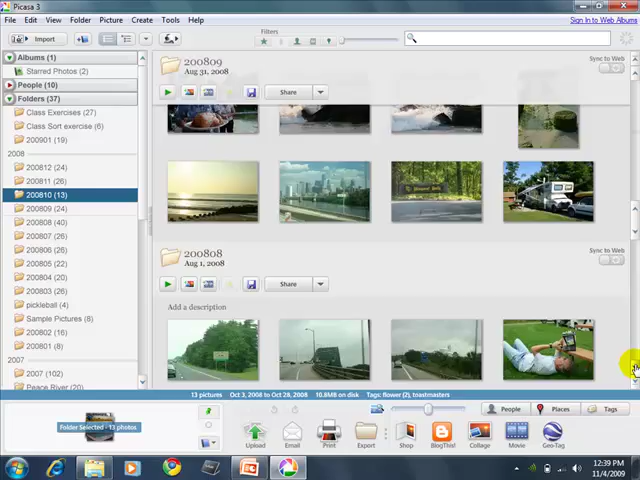 Picasa 3
File Edit View Folder Picture Create Tools Help
Sign In to Web Albums
Import
Filters
Albums (1)
Starred Photos (2)
People (10)
Folders (37)
Class Exercises (27)
Class Sort exercise (6)
200901 (19)
2008
200812 (24)
200811 (26)
200810 (13)
200809 (24)
200808 (40)
200807 (26)
200806 (26)
200805 (22)
200804 (20)
200803 (26)
pickleball (4)
Sample Pictures (8)
200802 (16)
200801 (8)
2007
2007 (102)
Peace River (20)
200809
Aug 31, 2008
Sync to Web
Share
200808
Aug 1, 2008
Sync to Web
Share
Add a description
13 pictures Oct 3, 2008 to Oct 28, 2008 10.8MB on disk Tags: flower (2), toastmasters
Folder Selected - 13 photos
People Places Tags
Upload Email Print Export Shop BlogThis! Collage Movie Geo-Tag
12:39 PM
11/4/2009